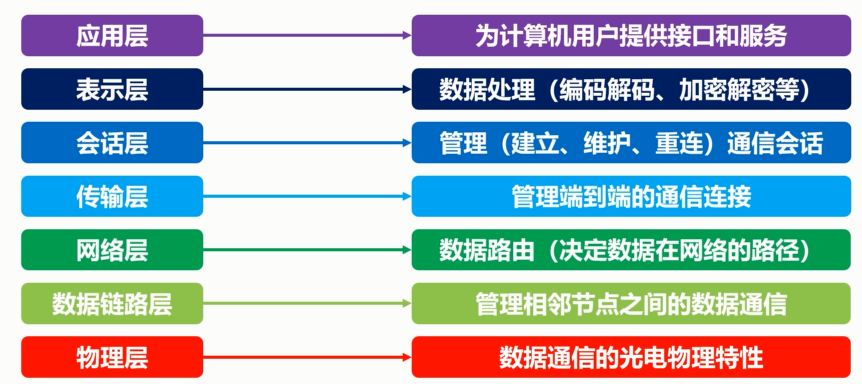 应用层 为计算机用户提供接口和服务
表示层 数据处理（编码解码、加密解密等）
会话层 管理（建立、维护、重连）通信会话
传输层 管理端到端的通信连接
网络层 数据路由（决定数据在网络的路径）
数据链路层 管理相邻节点之间的数据通信
物理层 数据通信的光电物理特性